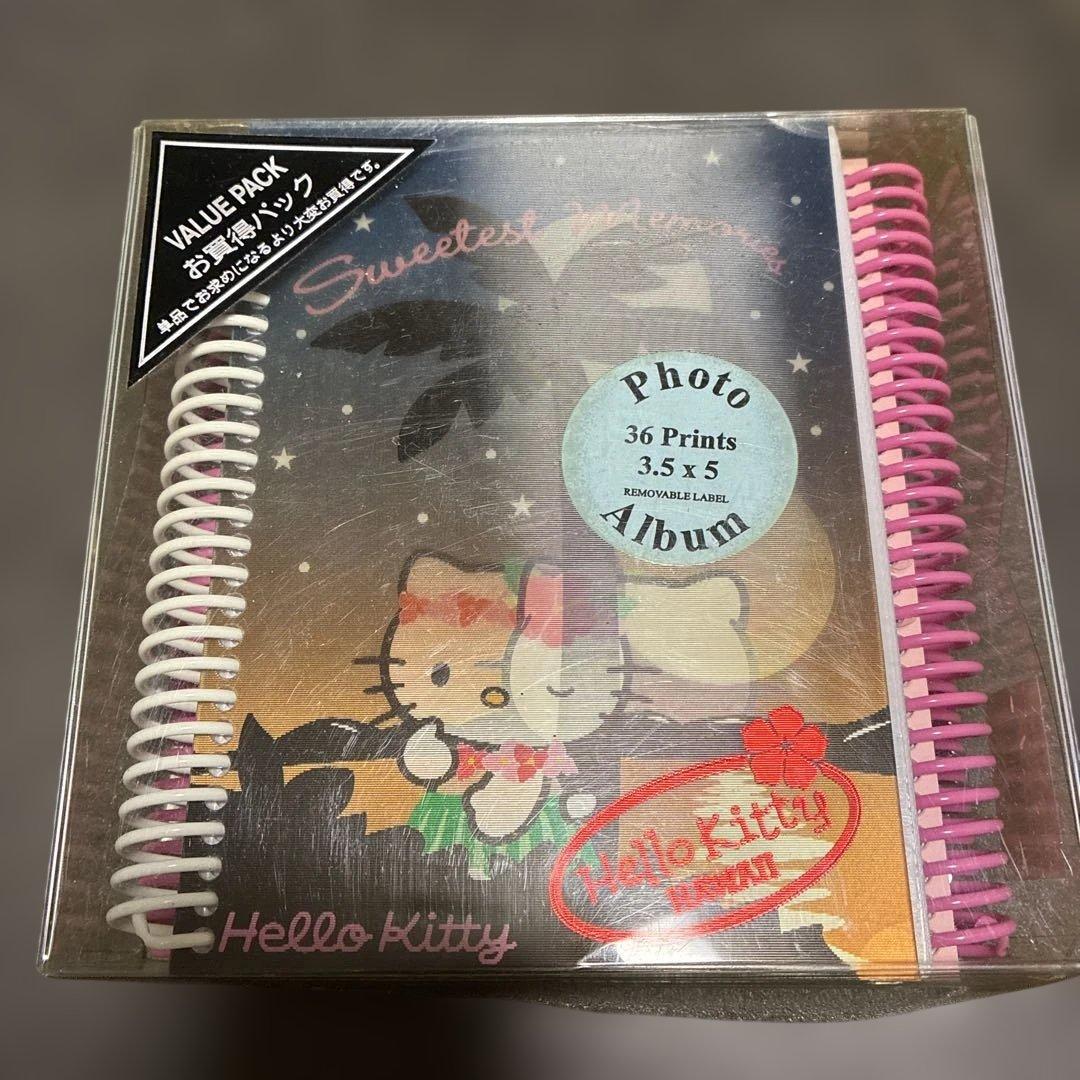 VALUE PACK
お買得パック
単品でお求めになるより大変お買得です。
Sweetest Memories
Photo
36 Prints
3.5 x 5
REMOVABLE LABEL
Album
Hello Kitty
HAWAII
Hello Kitty